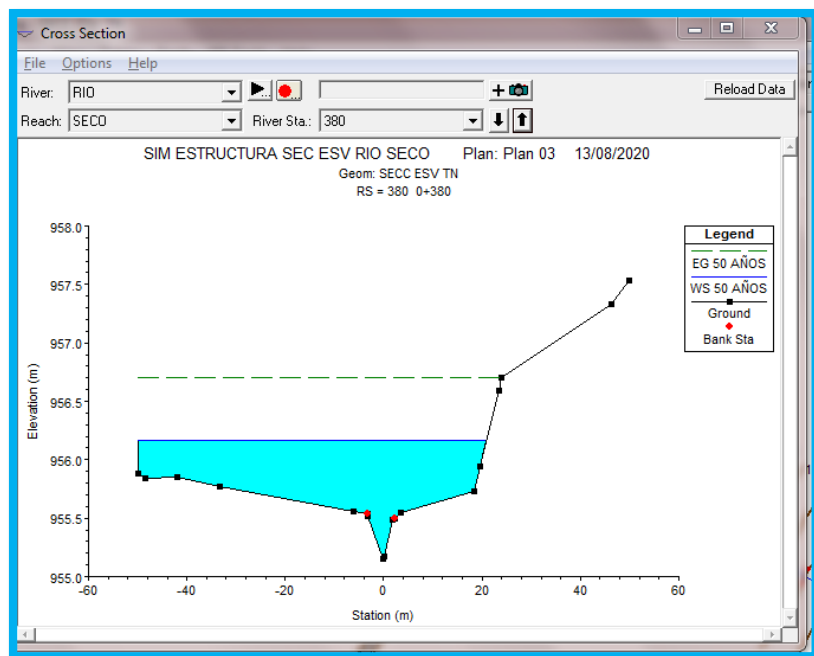 Cross Section
File Options Help
River: RIO
Reload Data
Reach: SECO River Sta.: 380
SIM ESTRUCTURA SEC ESV RIO SECO Plan: Plan 03 13/08/2020
Geom: SECC ESV TN
RS = 380 0+380
958.0
957.5
957.0
956.5
956.0
955.5
955.0
Elevation (m)
-60 -40 -20 0 20 40 60
Station (m)
Legend
EG 50 AÑOS
WS 50 AÑOS
Ground
Bank Sta